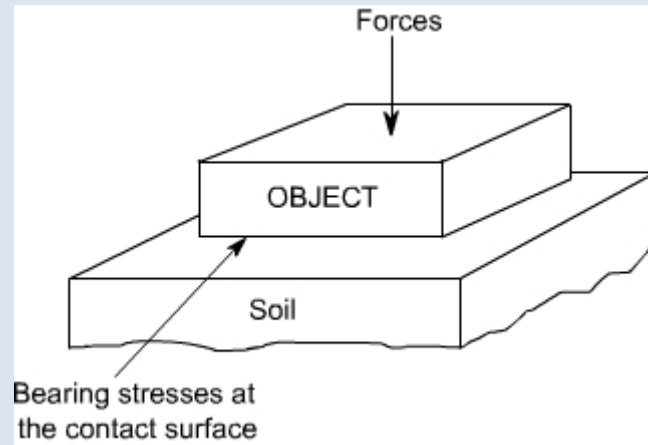 Forces
OBJECT
Soil
Bearing stresses at
the contact surface